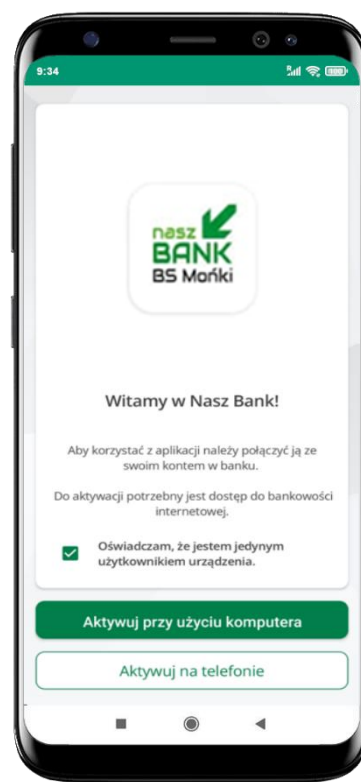 9:34
nasz
BANK
BS Mońki
Witamy w Nasz Bank!
Aby korzystać z aplikacji należy połączyć ją ze
swoim kontem w banku.
Do aktywacji potrzebny jest dostęp do bankowości
internetowej.
Oświadczam, że jestem jedynym
użytkownikiem urządzenia.
Aktywuj przy użyciu komputera
Aktywuj na telefonie